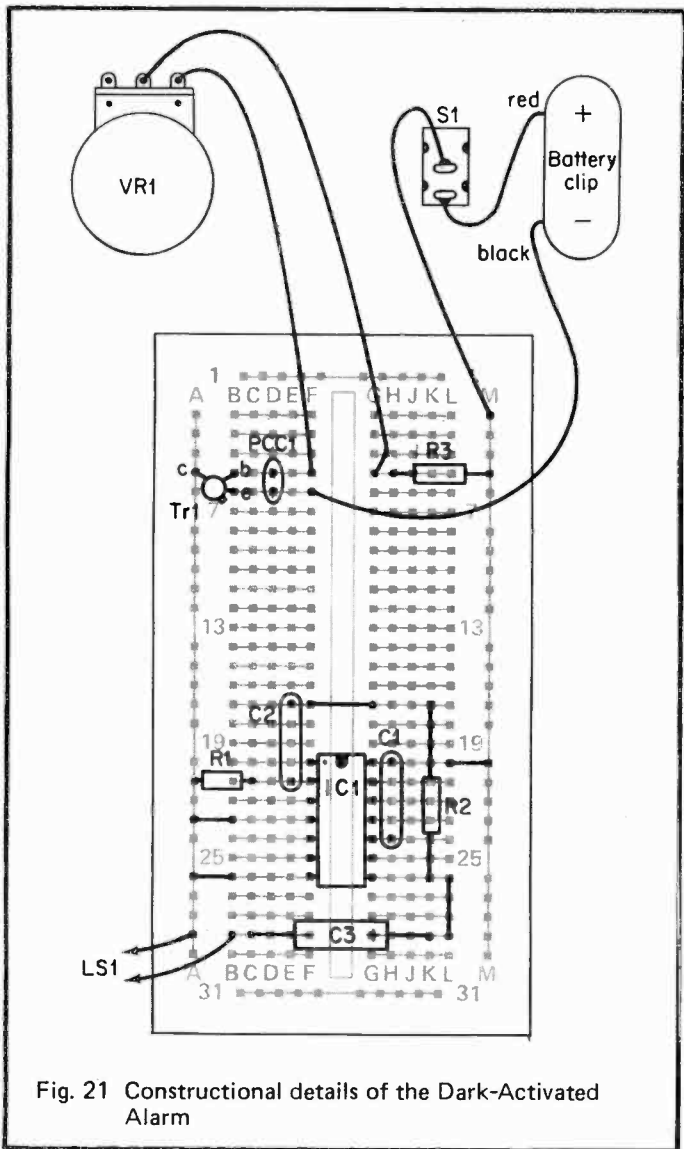 red
S1
+
Battery
clip
VR1
−
black
1
A B C D E F G H J K L M
PCC1
R3
c b
e
Tr1 7 7
13 13
C2
19 C1 19
R1
IC1
R2
25 25
C3
LS1
A B C D E F G H J K L M
31 31
Fig. 21 Constructional details of the Dark-Activated
Alarm